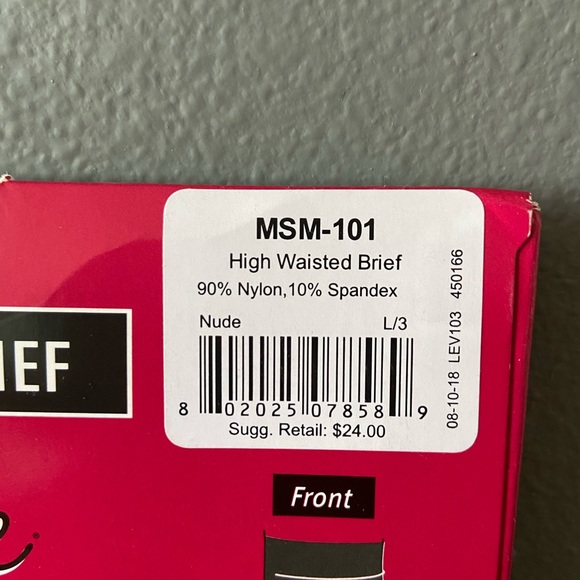 MSM-101
High Waisted Brief
90% Nylon,10% Spandex
Nude L/3
8 02025 07858 9
Sugg. Retail: $24.00
08-10-18 LEV103 450166
IEF
Front